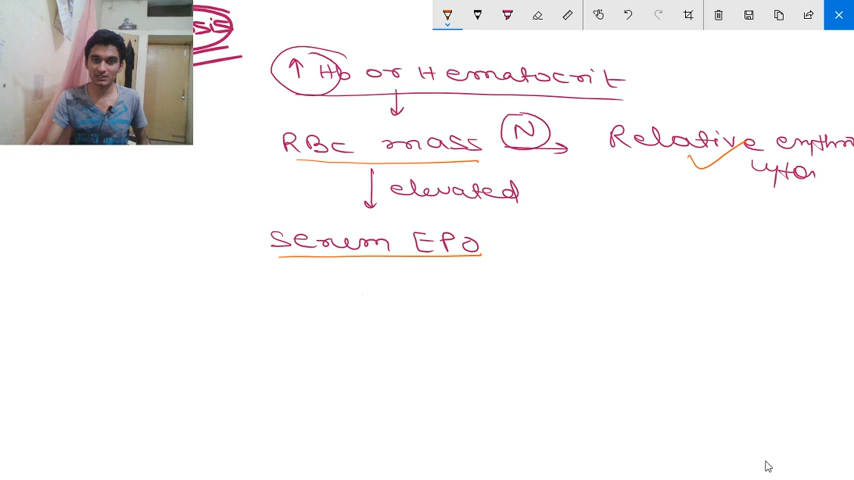 ↑ Hb or Hematocrit
RBC mass N → Relative
↓ elevated
Serum EPO